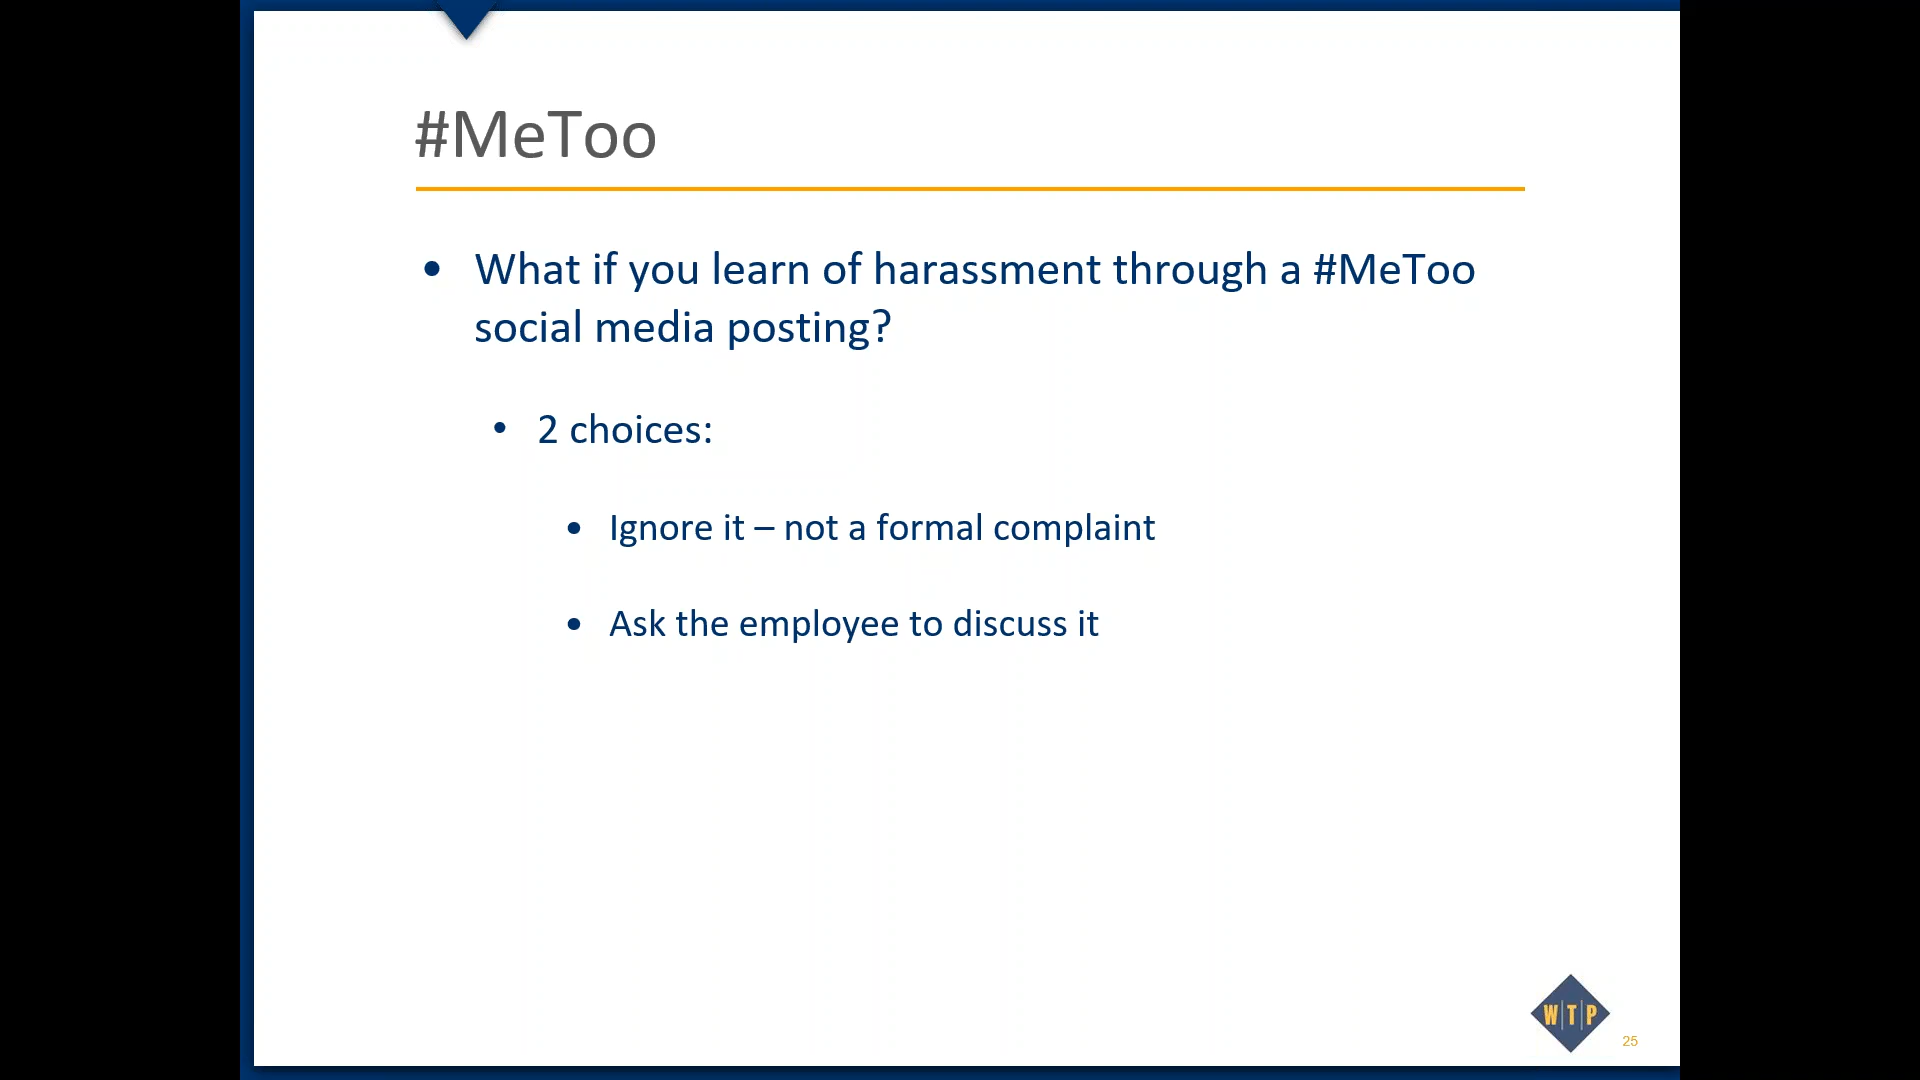 #MeToo
• What if you learn of harassment through a #MeToo
social media posting?
• 2 choices:
• Ignore it – not a formal complaint
• Ask the employee to discuss it
W|T|P
25